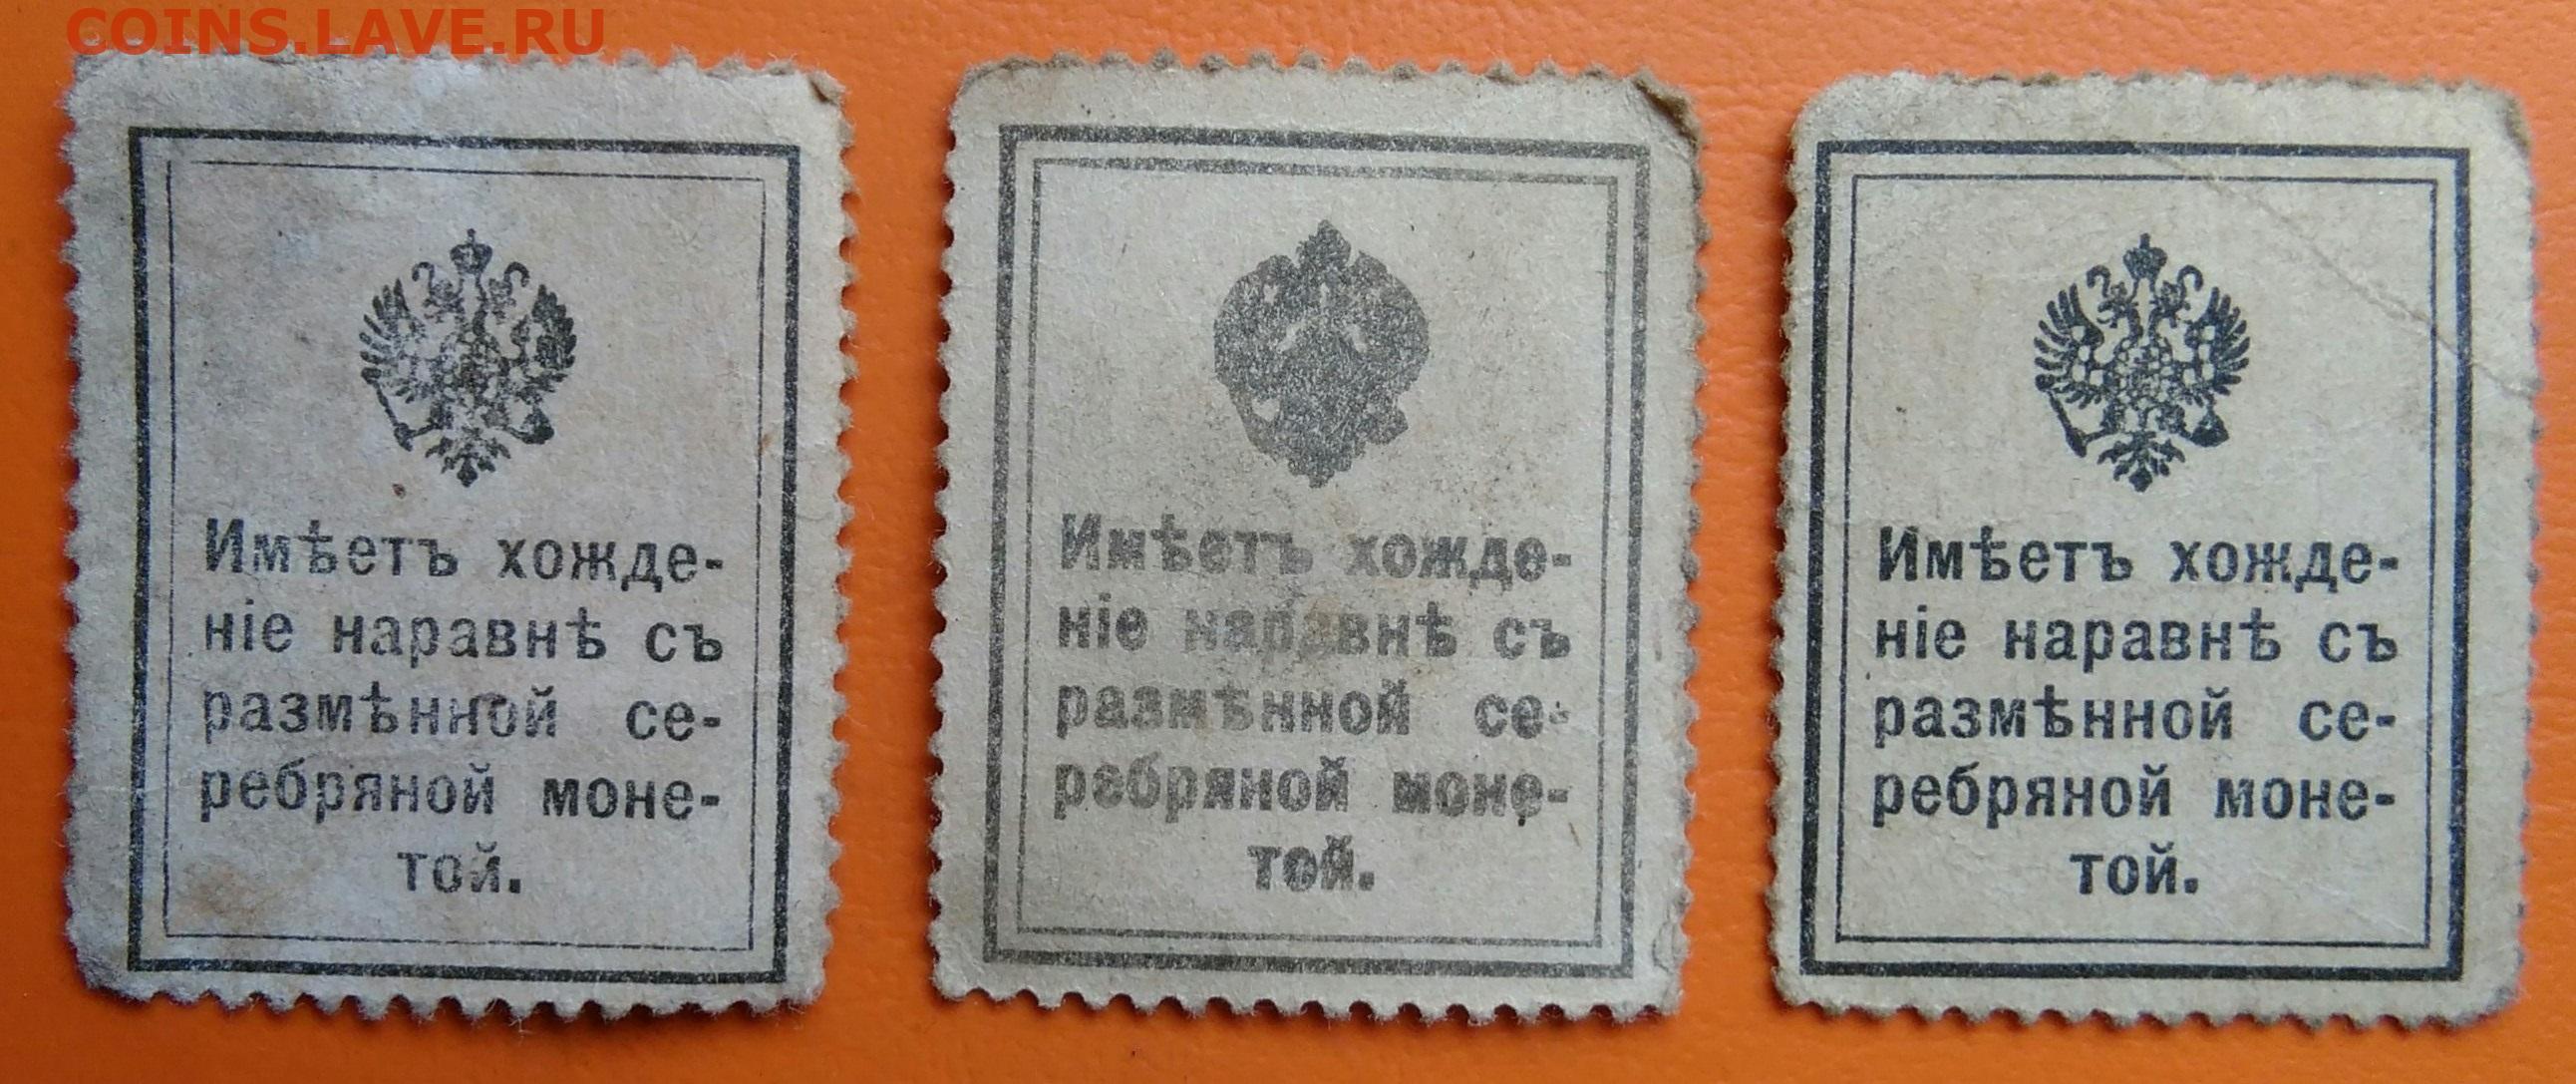 COINS.LAVE.RU
Имѣетъ хожде-
ніе наравнѣ съ
размѣнной се-
ребряной моне-
той.
Имѣетъ хожде-
ніе наравнѣ съ
размѣнной се-
ребряной моне-
той.
Имѣетъ хожде-
ніе наравнѣ съ
размѣнной се-
ребряной моне-
той.